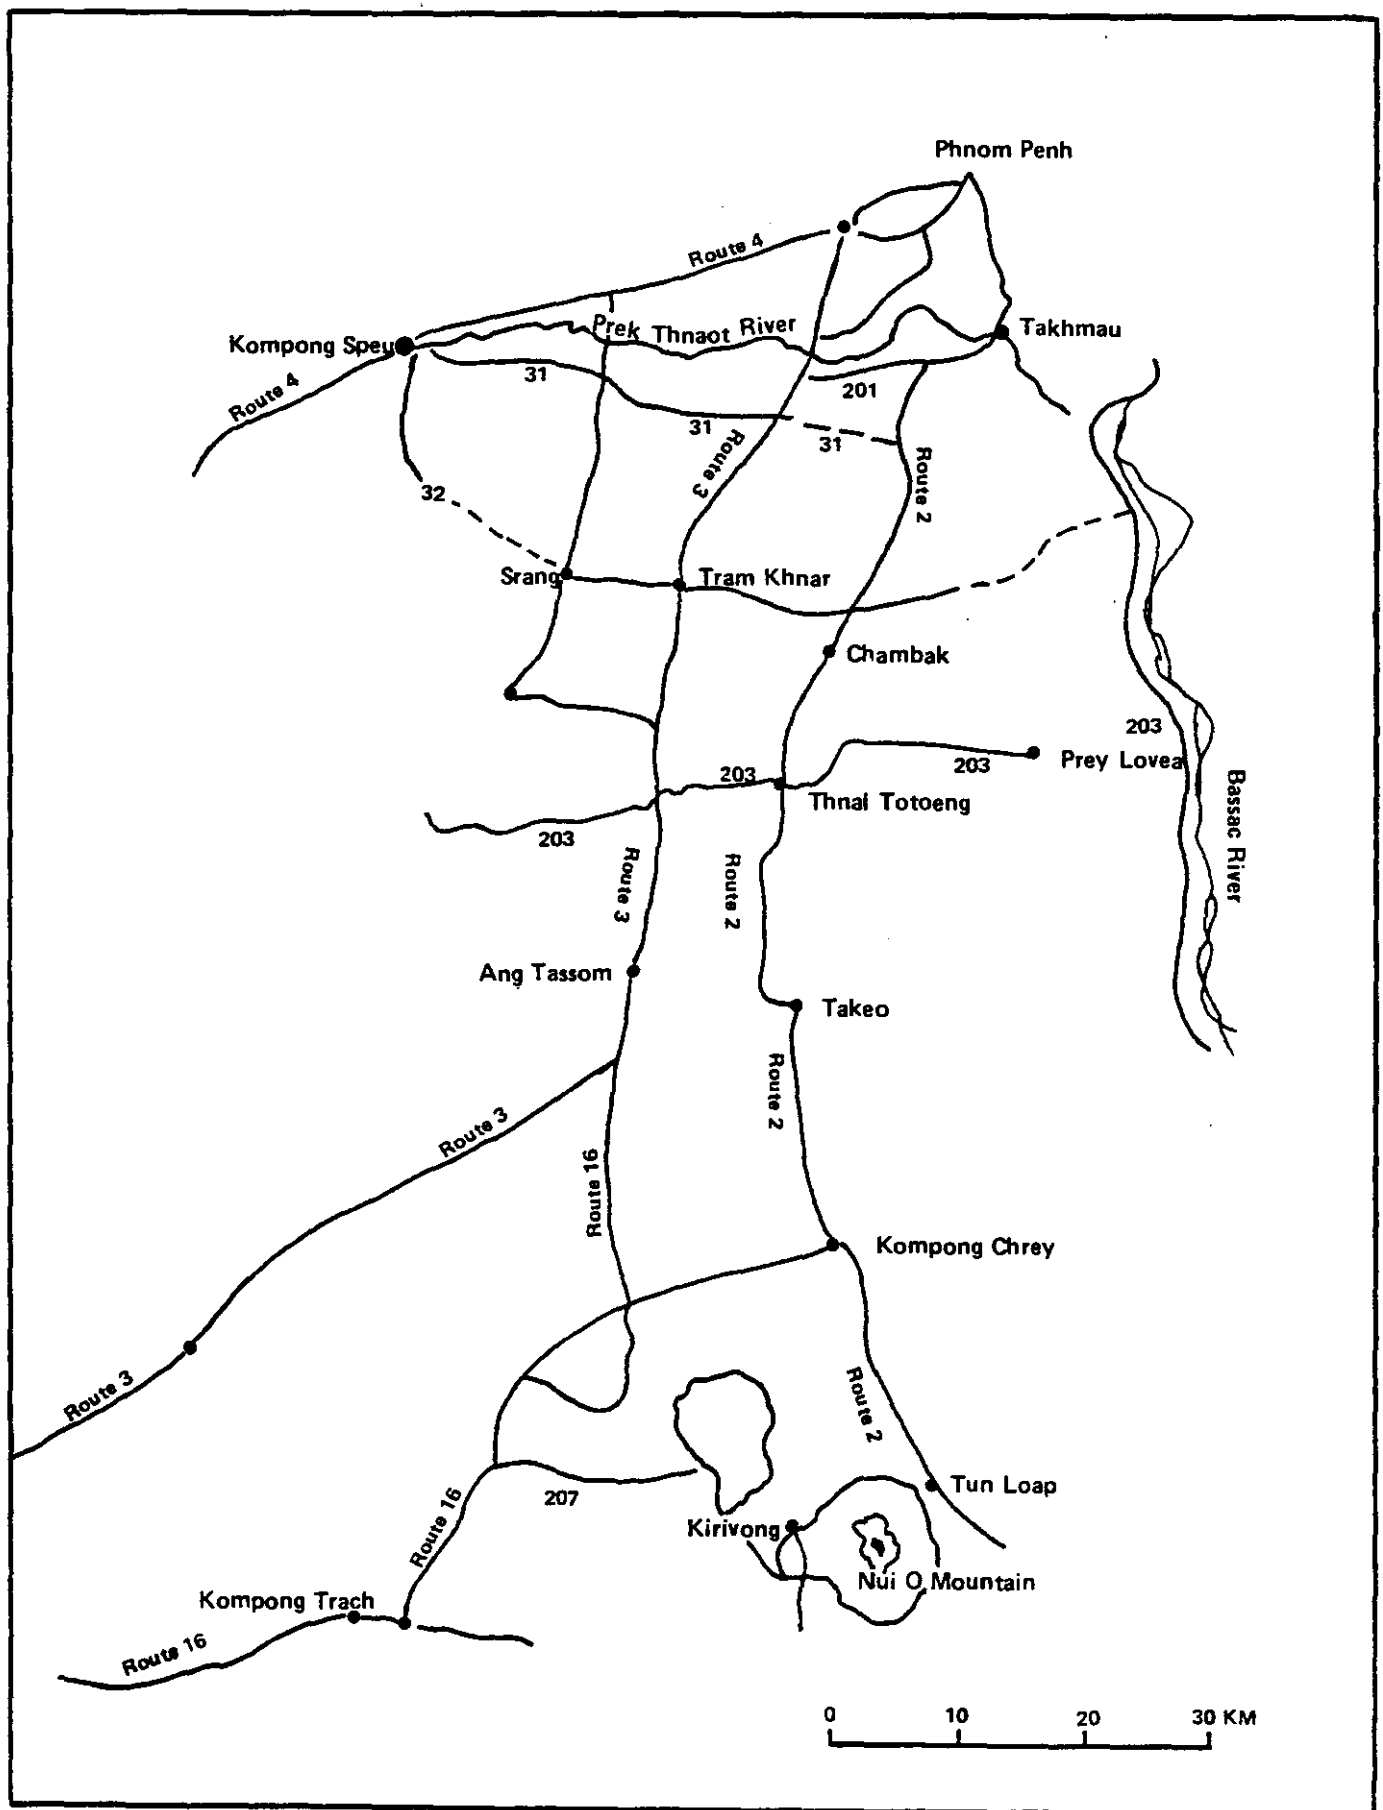 Phnom Penh
Route 4
Prek Thnaot River
Takhmau
Kompong Speu
Route 4
31
201
31
31
Route 3
Route 2
32
Srang
Tram Khnar
Chambak
203
Prey Lovea
203
203
Thnal Totoeng
Bassac River
203
Route 3
Route 2
Ang Tassom
Takeo
Route 2
Route 3
Route 16
Kompong Chrey
Route 3
Route 2
Tun Loap
207
Route 16
Kirivong
Nui O Mountain
Kompong Trach
Route 16
0 10 20 30 KM